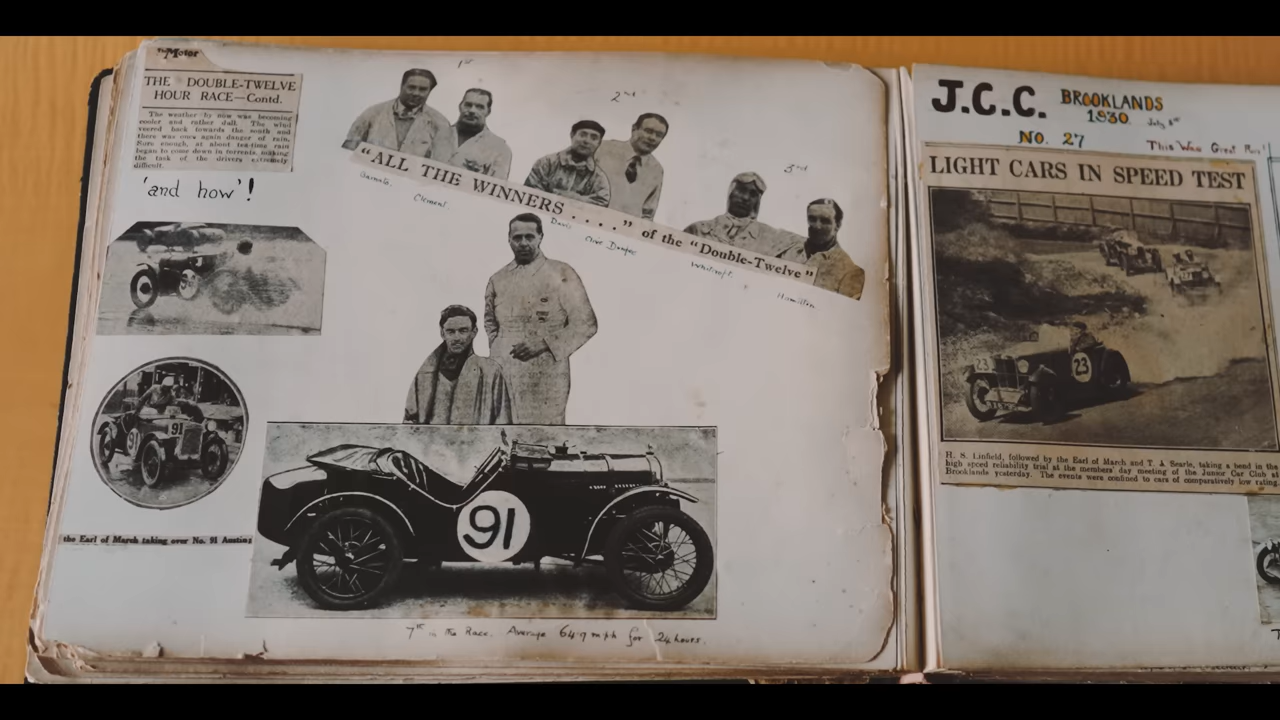 The Motor
THE DOUBLE-TWELVE
HOUR RACE—Contd.
The weather by now was becoming
cooler and rather dull. The wind
veered back towards the south and
there was once again danger of rain.
Sure enough, at about tea-time rain
began to come down in torrents, making
the task of the drivers extremely
difficult.
'and how'!
91
the Earl of March taking over No. 91 Austin
1st
2nd
3rd
"ALL THE WINNERS . . . ." of the "Double-Twelve"
Barnato.
Clement.
Davis
Clive Dunfee
Whitcroft.
Hamilton
91
7th in the Race. Average 64.7 mph for 24 hours.
J.C.C. BROOKLANDS
1930. July 5th
NO. 27
This Was Great Fun!
LIGHT CARS IN SPEED TEST
23
23
R. S. Linfield, followed by the Earl of March and T. A. Searle, taking a bend in the
high speed reliability trial at the members' day meeting of the Junior Car Club at
Brooklands yesterday. The events were confined to cars of comparatively low rating.